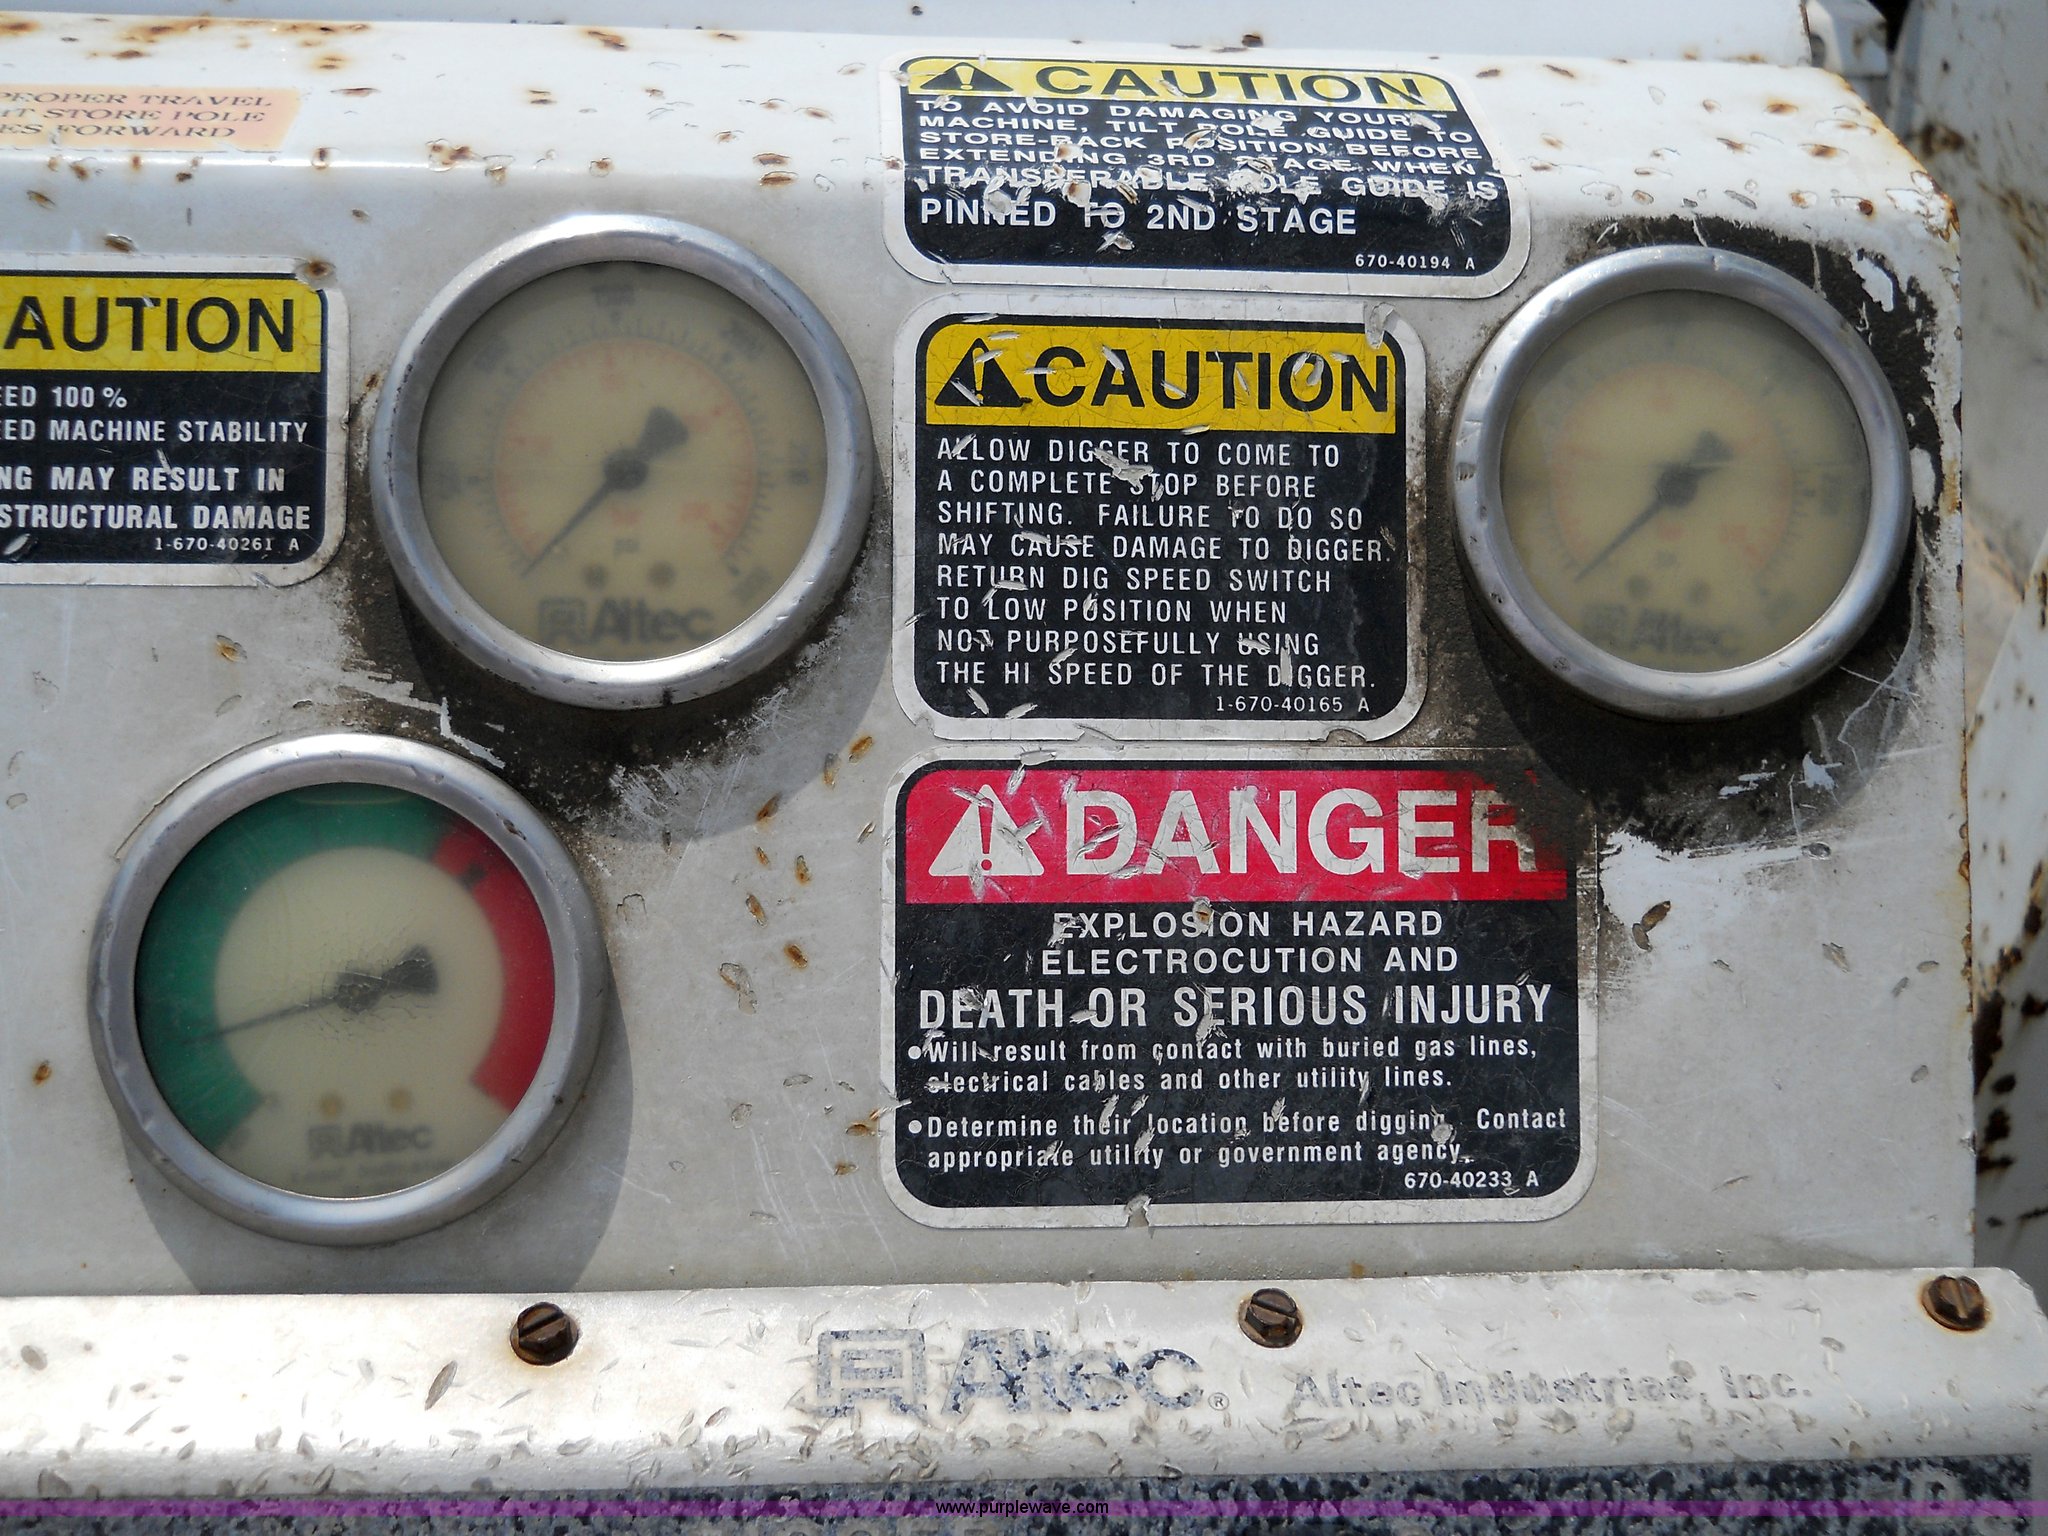 PROPER TRAVEL
STORE POLE
FORWARD
CAUTION
TO AVOID DAMAGING YOUR
MACHINE, TILT POLE GUIDE TO
STORE-BACK POSITION BEFORE
EXTENDING 3RD STAGE WHEN
TRANSFERABLE POLE GUIDE IS
PINNED TO 2ND STAGE
670-40194 A
AUTION
EED 100%
EED MACHINE STABILITY
NG MAY RESULT IN
STRUCTURAL DAMAGE
1-670-40261 A
Altec
CAUTION
ALLOW DIGGER TO COME TO
A COMPLETE STOP BEFORE
SHIFTING. FAILURE TO DO SO
MAY CAUSE DAMAGE TO DIGGER.
RETURN DIG SPEED SWITCH
TO LOW POSITION WHEN
NOT PURPOSEFULLY USING
THE HI SPEED OF THE DIGGER.
1-670-40165 A
Altec
Altec
DANGER
EXPLOSION HAZARD
ELECTROCUTION AND
DEATH OR SERIOUS INJURY
•Will result from contact with buried gas lines,
electrical cables and other utility lines.
•Determine their location before digging. Contact
appropriate utility or government agency.
670-40233 A
Altec® Altec Industries, Inc.
www.purplewave.com